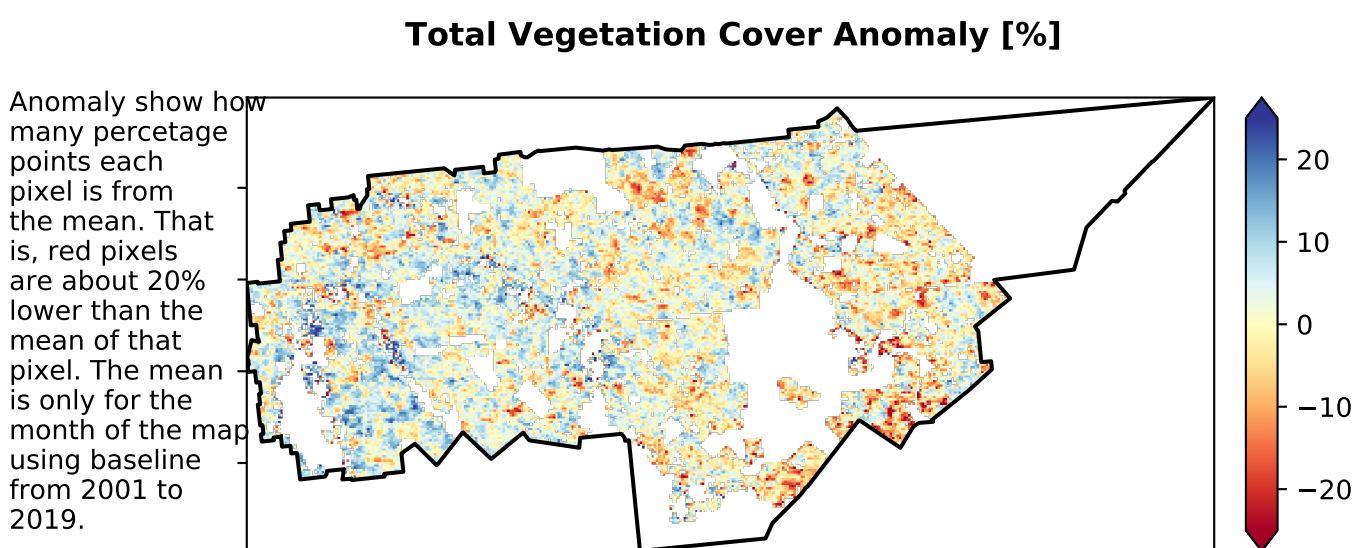 Total Vegetation Cover Anomaly [%]
Anomaly show how
many percetage
points each
pixel is from
the mean. That
is, red pixels
are about 20%
lower than the
mean of that
pixel. The mean
is only for the
month of the map
using baseline
from 2001 to
2019.
20
10
0
−10
−20